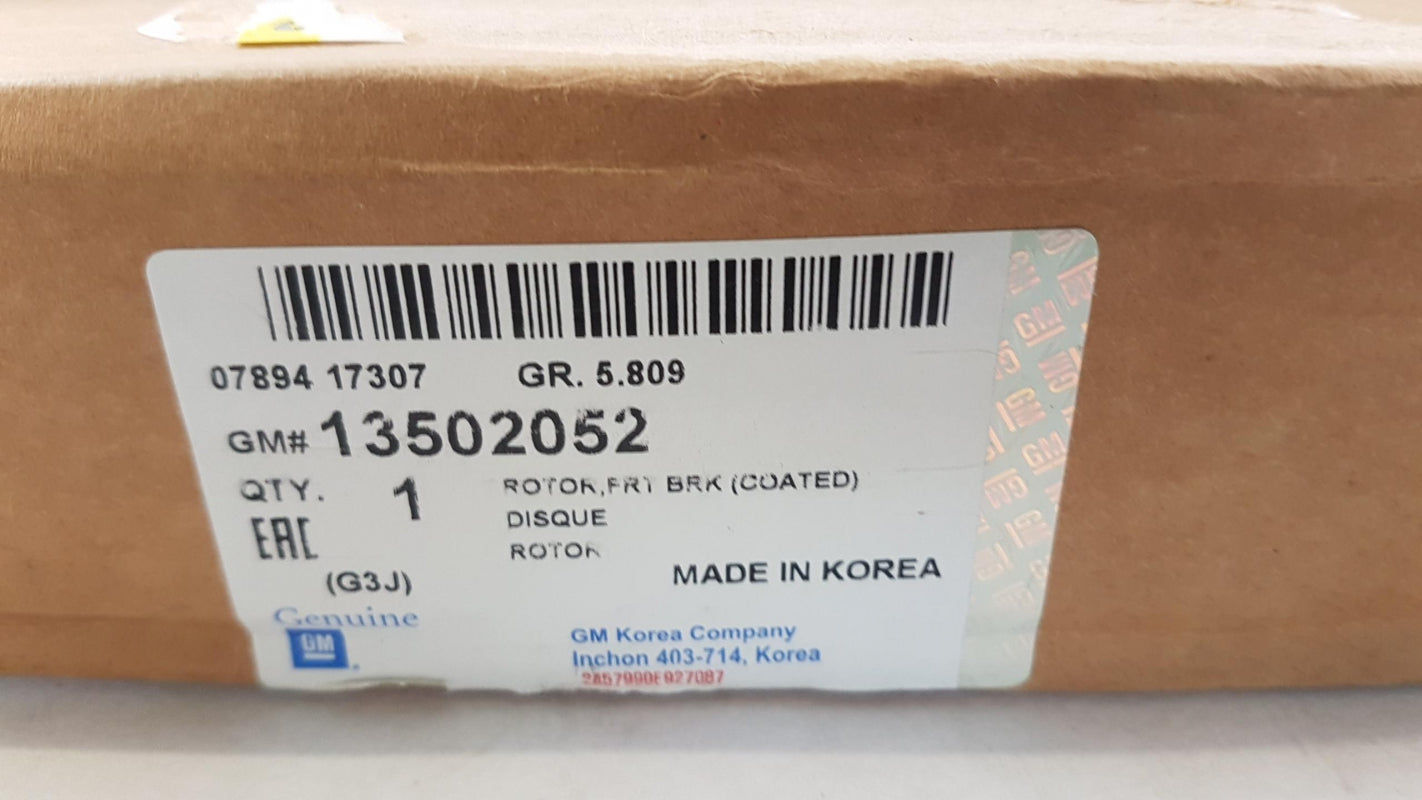 07894 17307 GR. 5.809
GM# 13502052
QTY. 1 ROTOR,FRT BRK (COATED)
EAC DISQUE
ROTOR
(G3J) MADE IN KOREA
Genuine
GM
GM Korea Company
Inchon 403-714, Korea